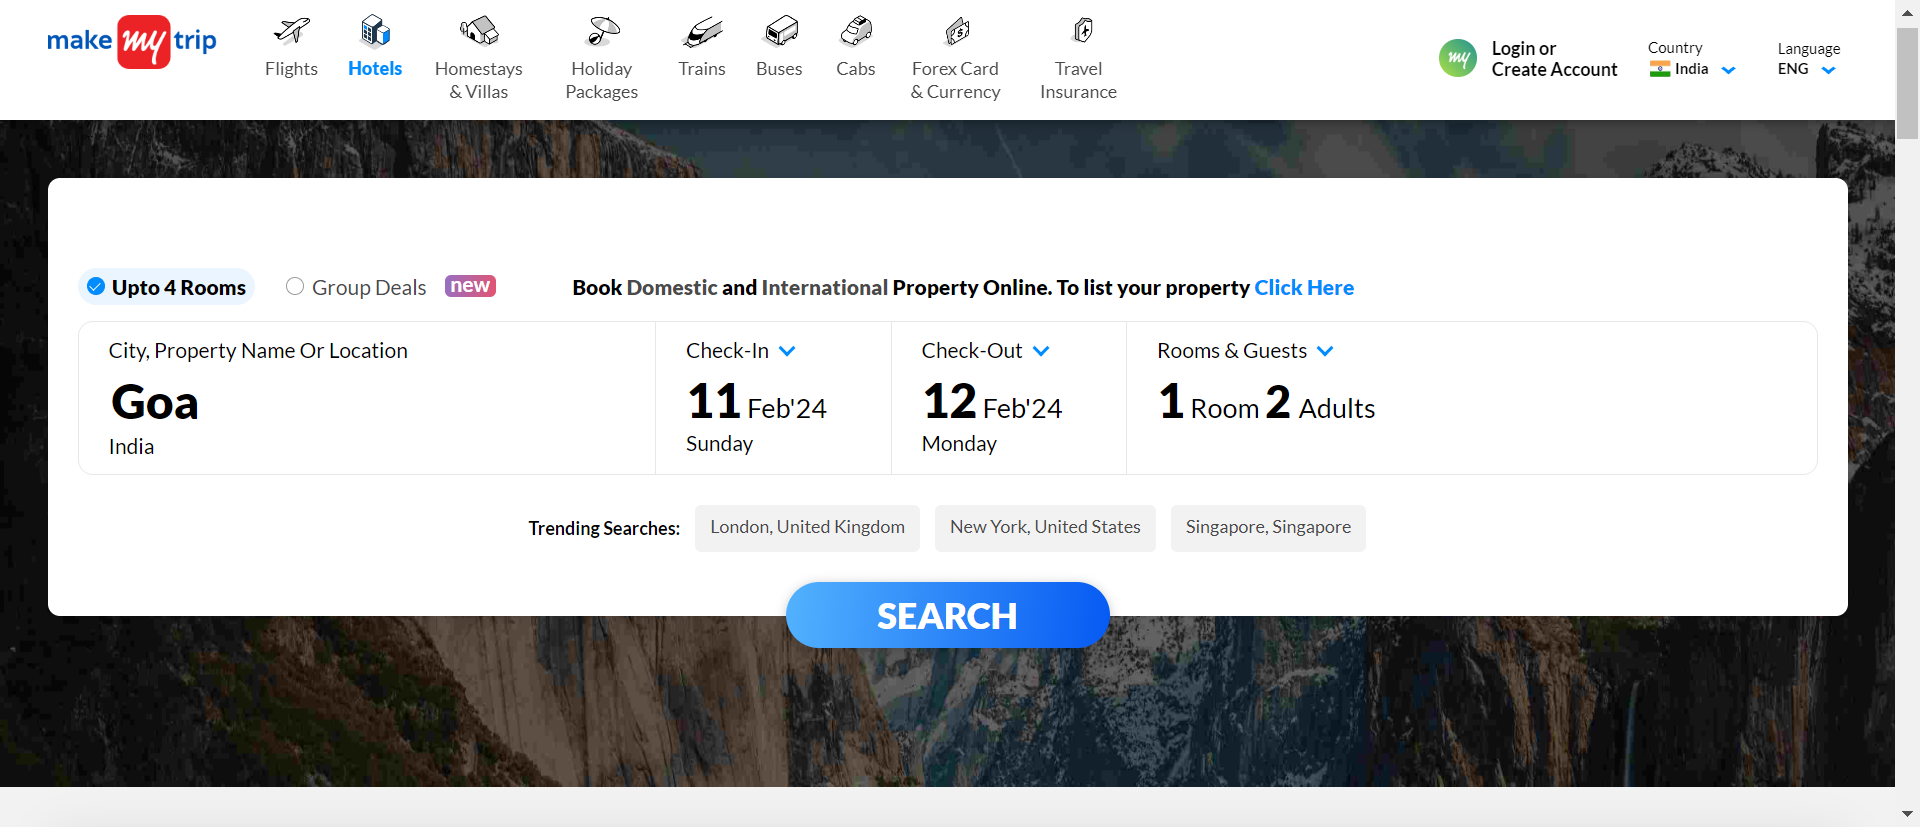 make my trip
Flights
Hotels
Homestays
& Villas
Holiday
Packages
Trains
Buses
Cabs
Forex Card
& Currency
Travel
Insurance
my
Login or
Create Account
Country
India
Language
ENG
Upto 4 Rooms
Group Deals
new
Book Domestic and International Property Online. To list your property Click Here
City, Property Name Or Location
Goa
India
Check-In
11 Feb'24
Sunday
Check-Out
12 Feb'24
Monday
Rooms & Guests
1 Room 2 Adults
Trending Searches:
London, United Kingdom
New York, United States
Singapore, Singapore
SEARCH